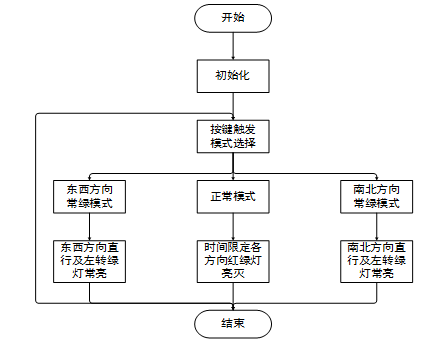 开始
初始化
按键触发
模式选择
东西方向
常绿模式
正常模式
南北方向
常绿模式
东西方向直
行及左转绿
灯常亮
时间限定各
方向红绿灯
亮灭
南北方向直
行及左转绿
灯常亮
结束